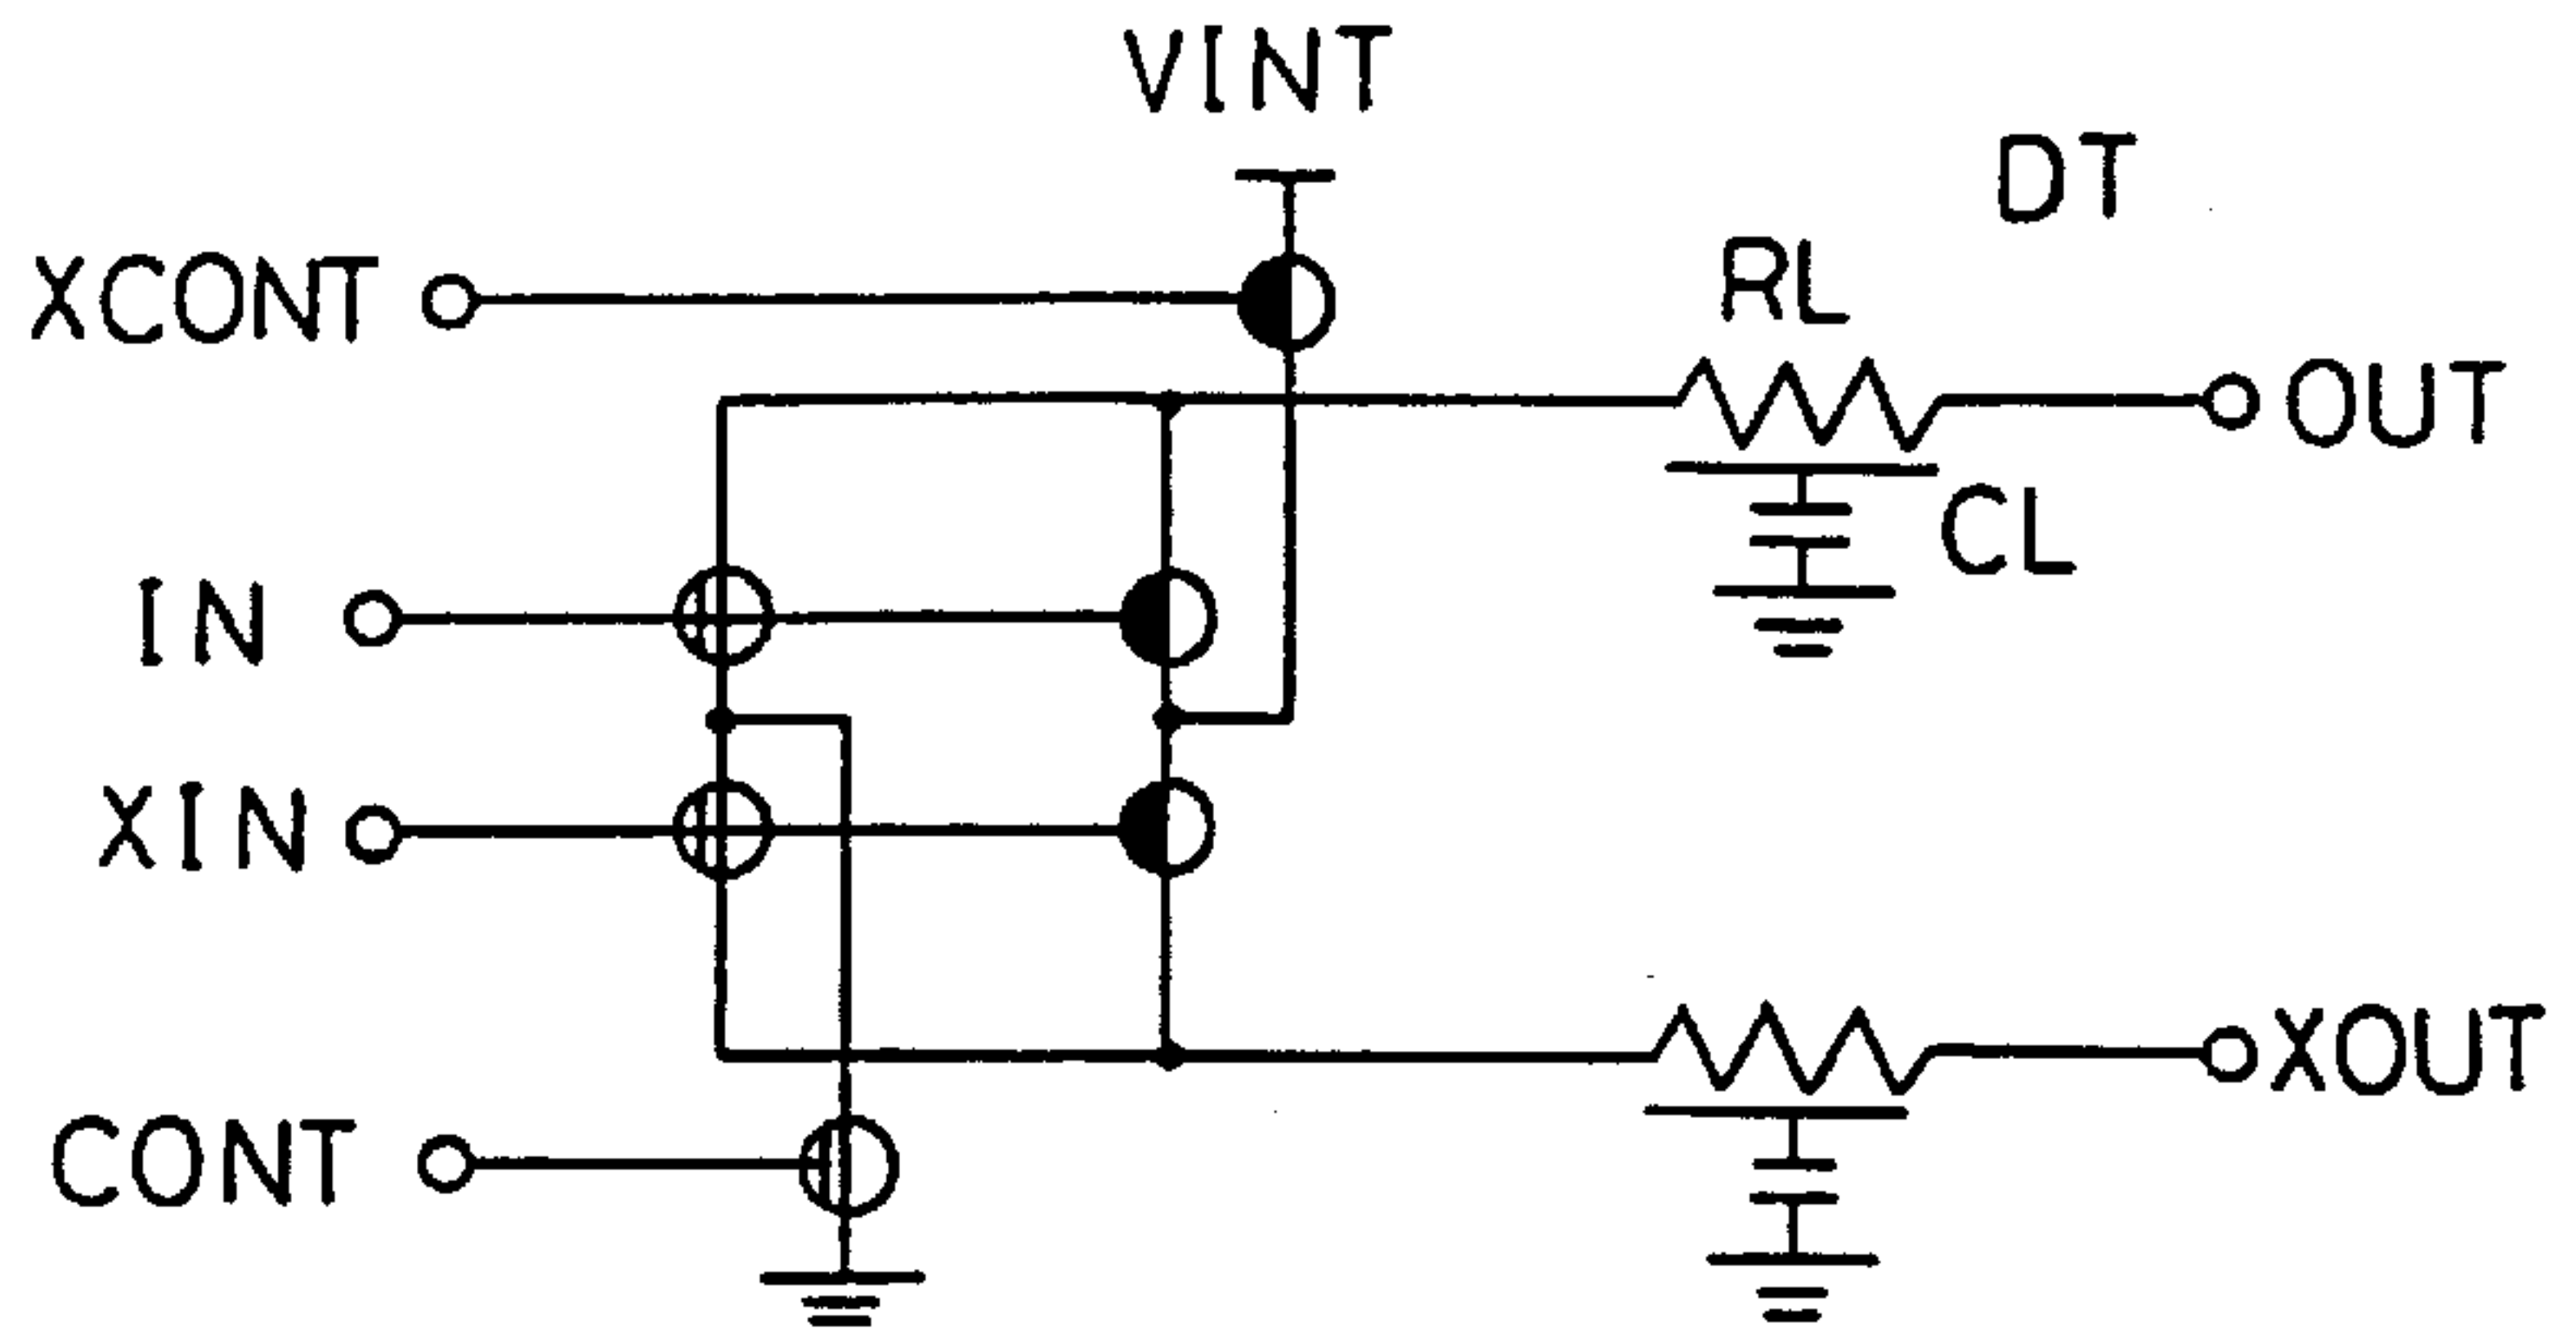 VINT
DT
XCONT
RL
OUT
CL
IN
XIN
XOUT
CONT